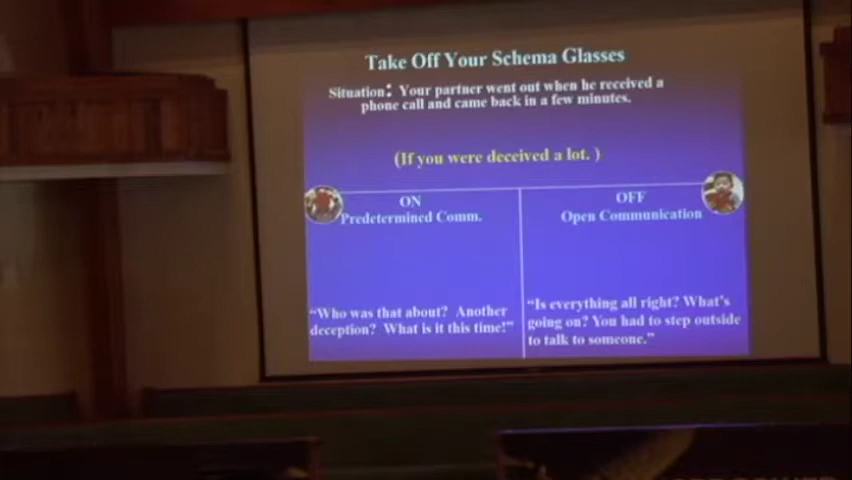 Take Off Your Schema Glasses
Situation: Your partner went out when he received a
phone call and came back in a few minutes.
(If you were deceived a lot. )
ON
Predetermined Comm.
"Who was that about? Another
deception? What is it this time!"
OFF
Open Communication
"Is everything all right? What's
going on? You had to step outside
to talk to someone."